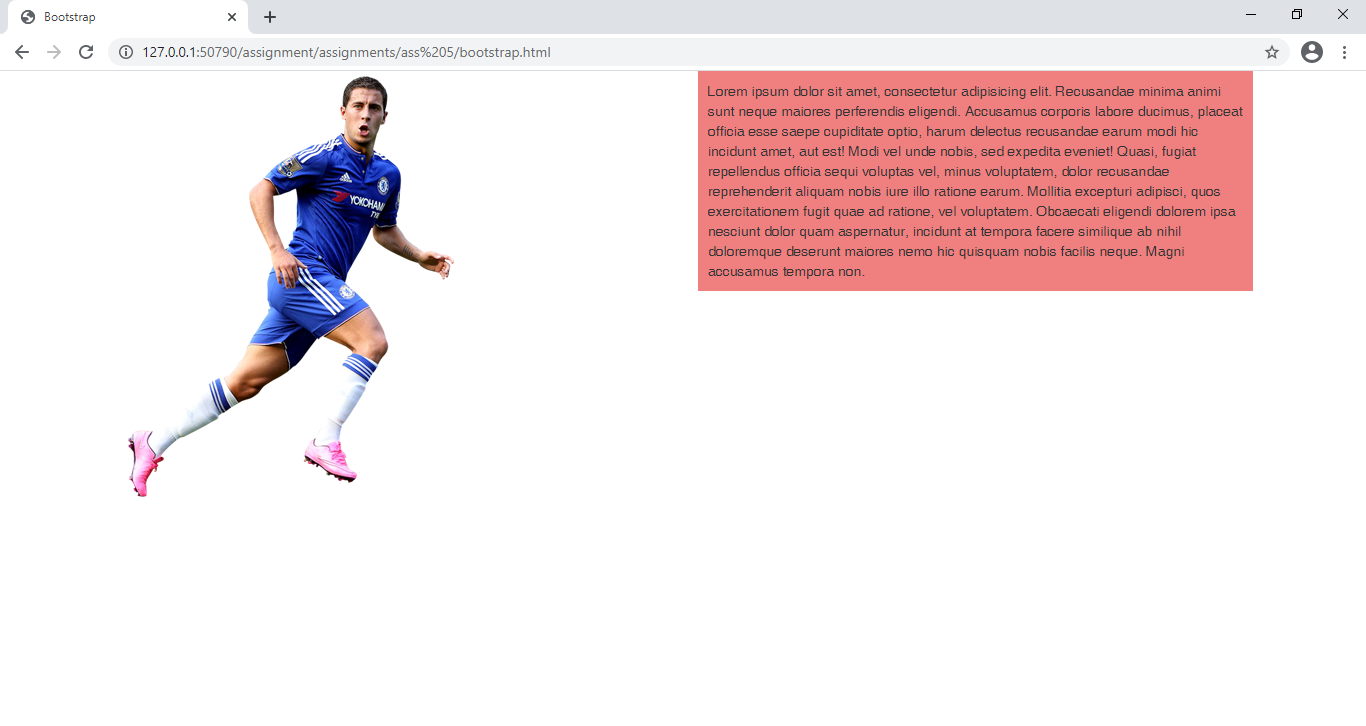 Bootstrap
127.0.0.1:50790/assignment/assignments/ass%205/bootstrap.html
YOKOHAMA
TYR
Lorem ipsum dolor sit amet, consectetur adipisicing elit. Recusandae minima animi
sunt neque maiores perferendis eligendi. Accusamus corporis labore ducimus, placeat
officia esse saepe cupiditate optio, harum delectus recusandae earum modi hic
incidunt amet, aut est! Modi vel unde nobis, sed expedita eveniet! Quasi, fugiat
repellendus officia sequi voluptas vel, minus voluptatem, dolor recusandae
reprehenderit aliquam nobis iure illo ratione earum. Mollitia excepturi adipisci, quos
exercitationem fugit quae ad ratione, vel voluptatem. Obcaecati eligendi dolorem ipsa
nesciunt dolor quam aspernatur, incidunt at tempora facere similique ab nihil
doloremque deserunt maiores nemo hic quisquam nobis facilis neque. Magni
accusamus tempora non.